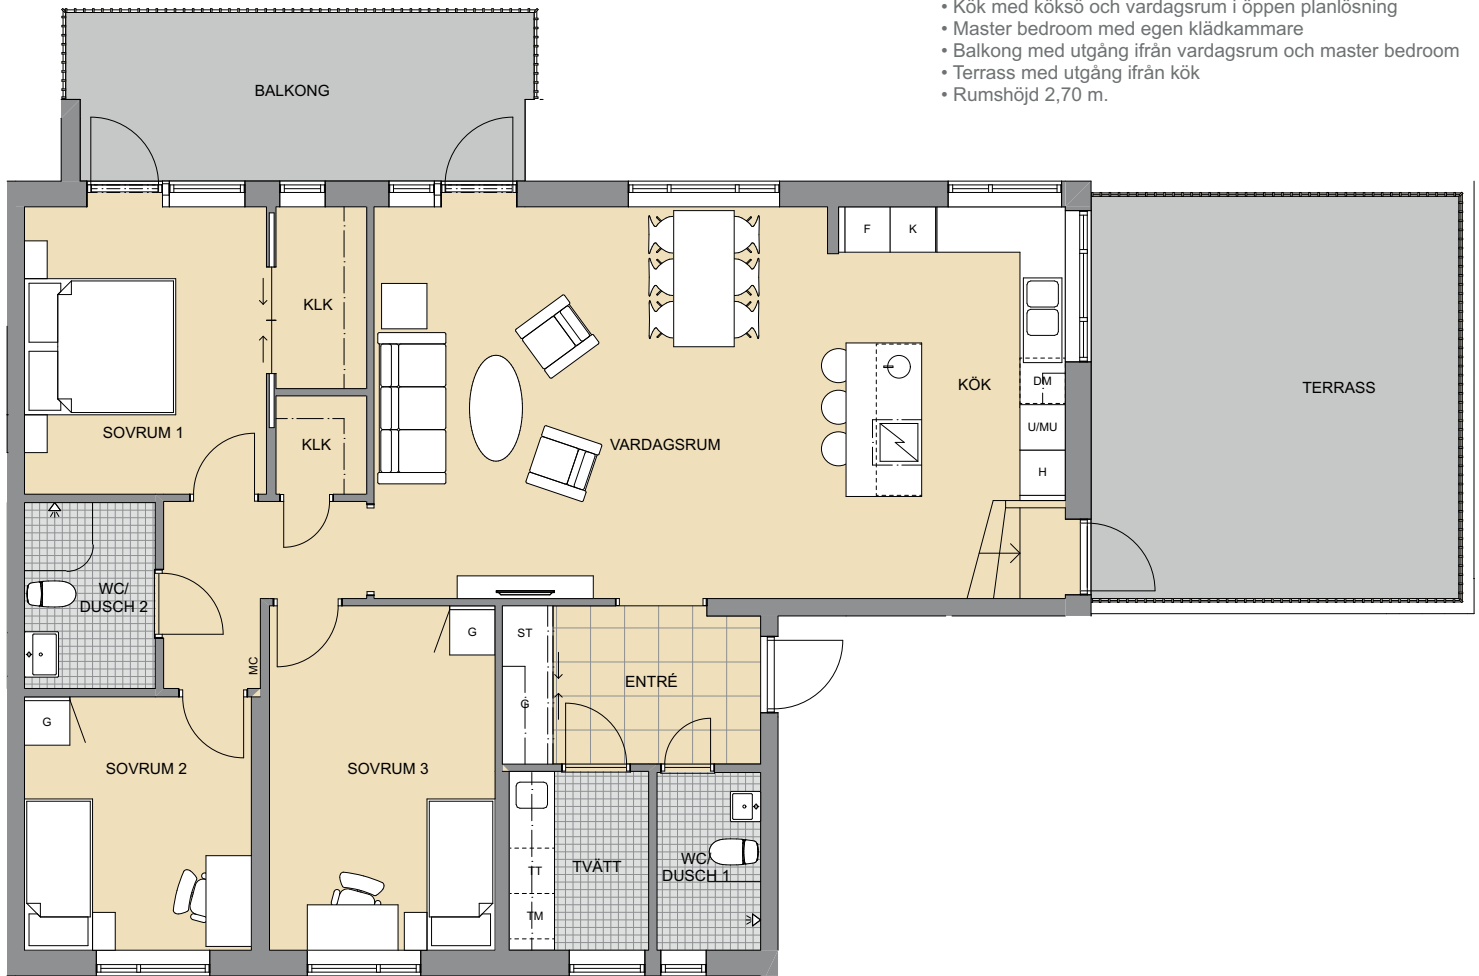 • Kök med köksö och vardagsrum i öppen planlösning
• Master bedroom med egen klädkammare
• Balkong med utgång ifrån vardagsrum och master bedroom
• Terrass med utgång ifrån kök
• Rumshöjd 2,70 m.
BALKONG
F
K
KLK
SOVRUM 1
KLK
VARDAGSRUM
KÖK
DM
U/MU
H
TERRASS
WC/
DUSCH 2
MC
G
ST
G
ENTRÉ
G
SOVRUM 2
SOVRUM 3
TT
TM
TVÄTT
WC/
DUSCH 1